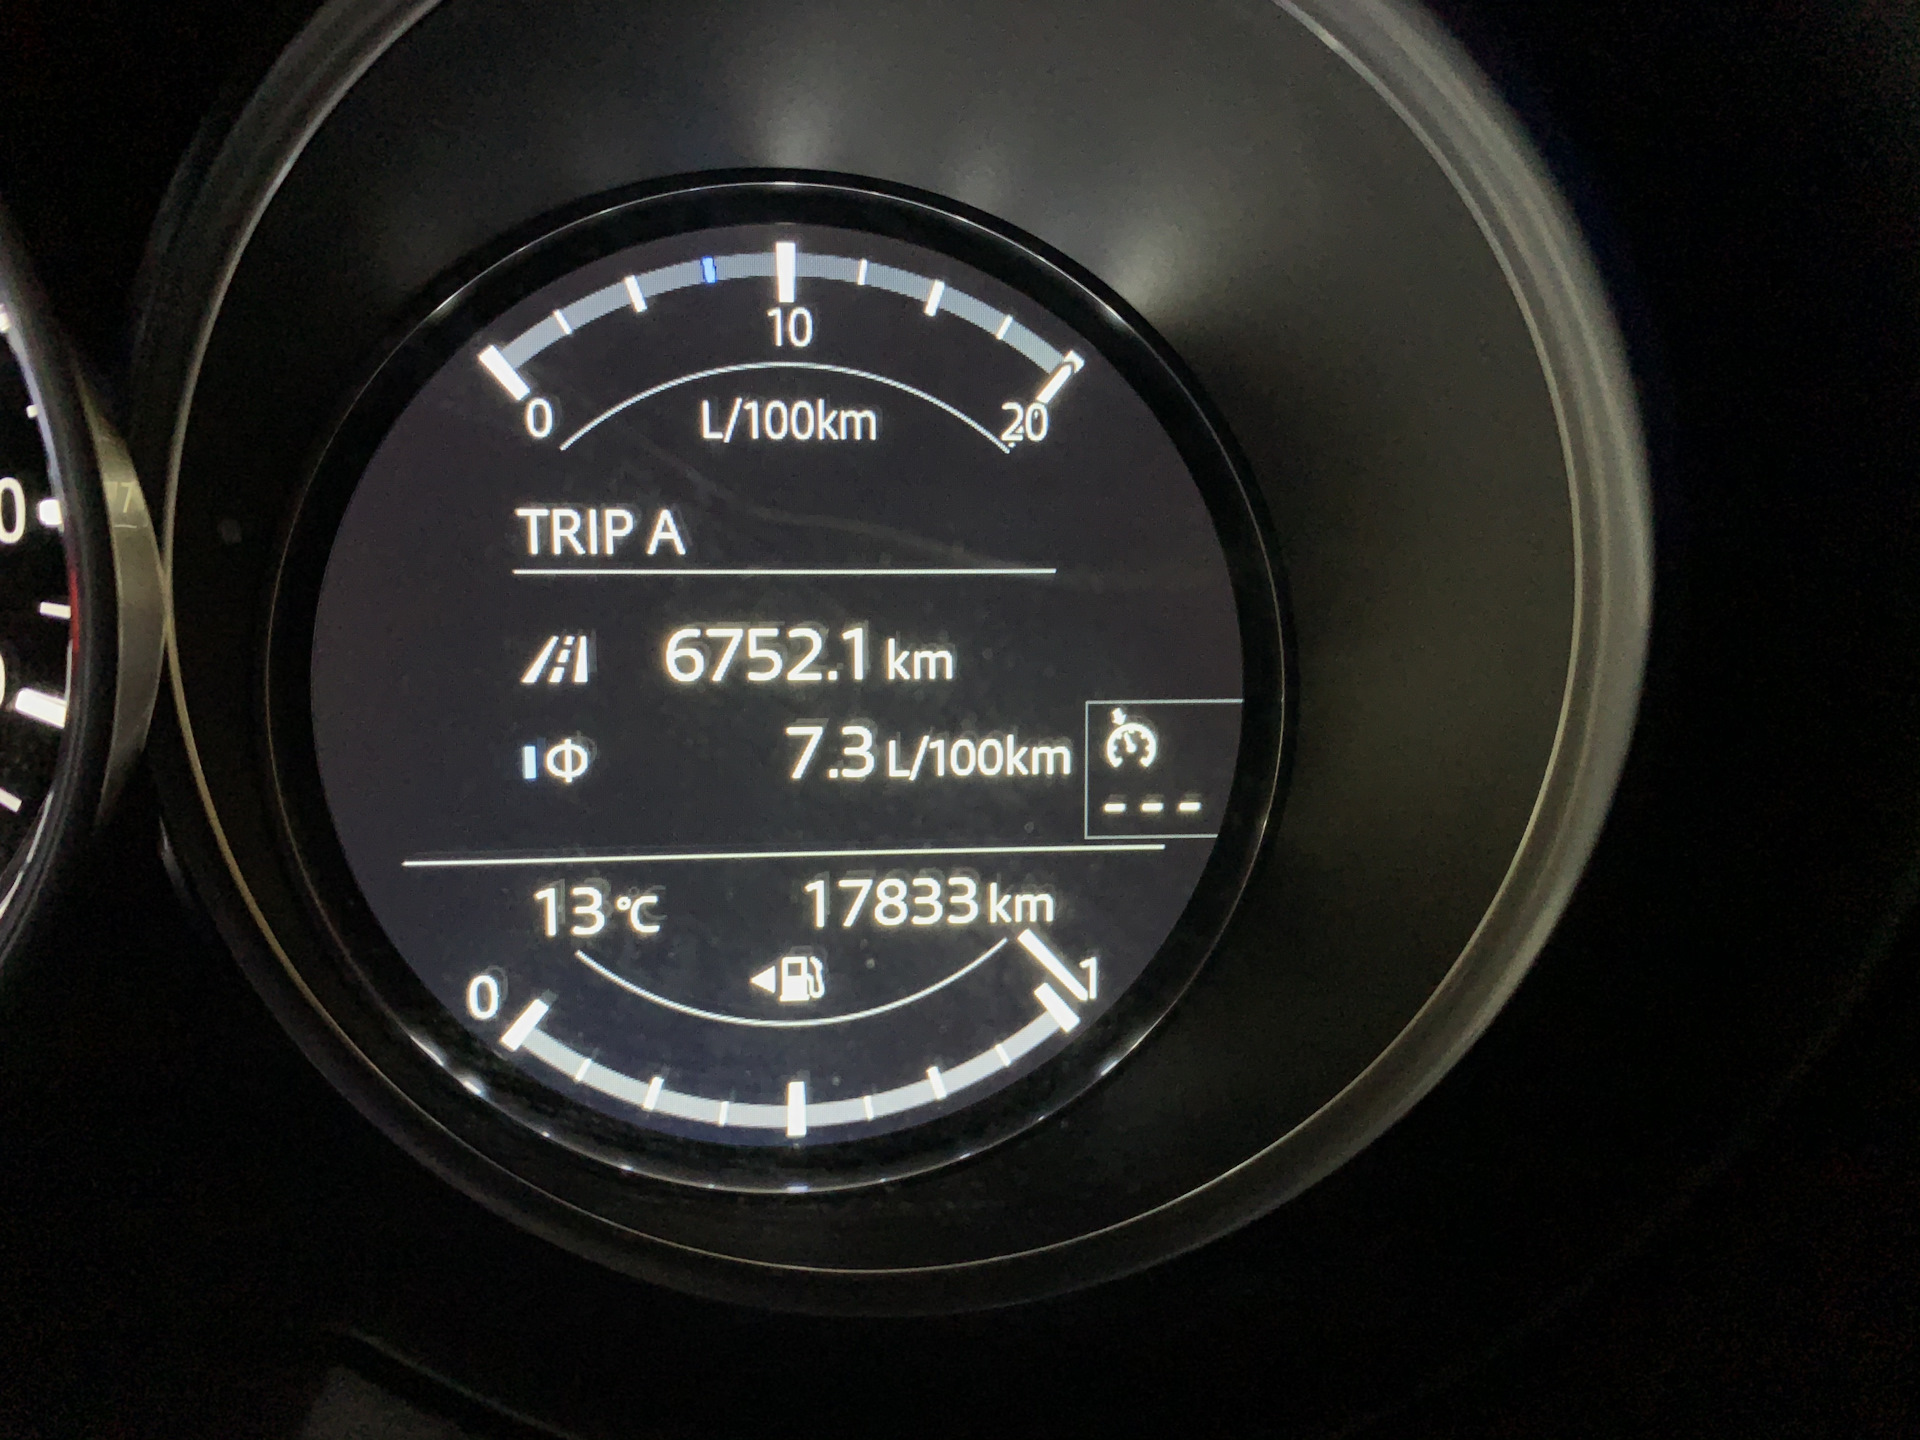 10
0 20
L/100km
TRIP A
6752.1 km
7.3 L/100km
---
13°C 17833 km
0 1